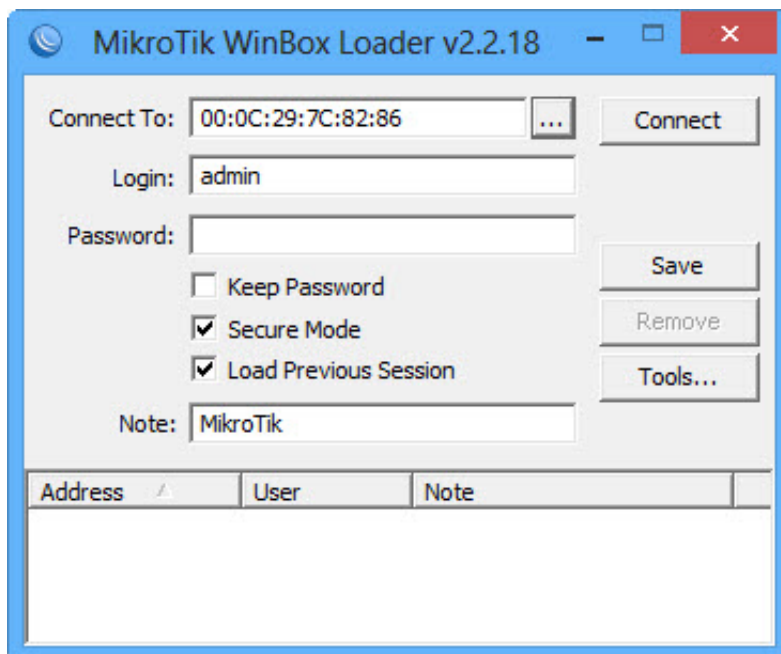 MikroTik WinBox Loader v2.2.18
Connect To: 00:0C:29:7C:82:86 ... Connect
Login: admin
Password:
Save
Keep Password
Remove
Secure Mode
Load Previous Session
Tools...
Note: MikroTik
Address User Note